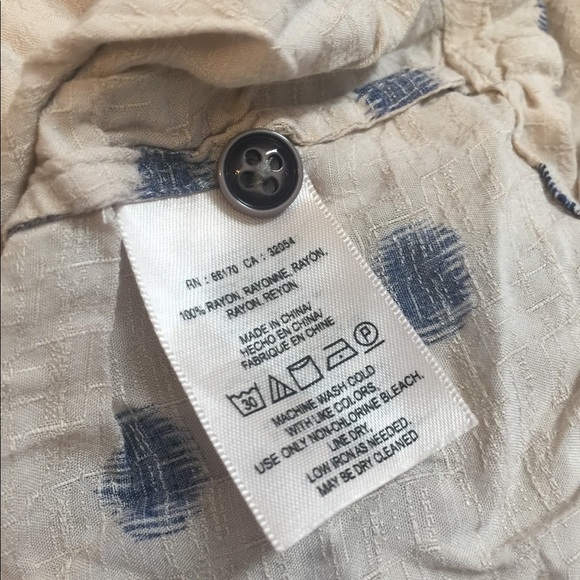 RN : 66170 CA : 32054
100% RAYON, RAYONNE, RAYÓN,
RAYON, REYON
MADE IN CHINA/
HECHO EN CHINA/
FABRIQUE EN CHINE
30 P
MACHINE WASH COLD
WITH LIKE COLORS.
USE ONLY NON-CHLORINE BLEACH.
LINE DRY.
LOW IRON AS NEEDED.
MAY BE DRY CLEANED